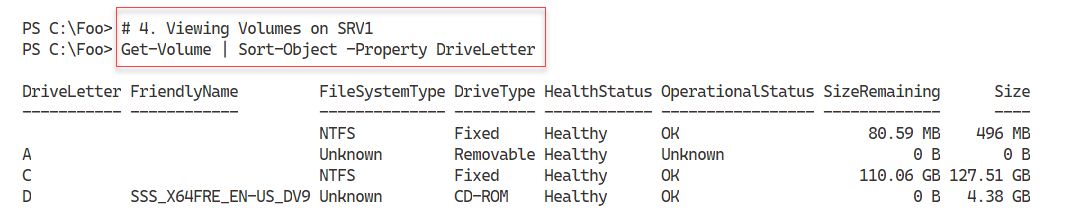 PS C:\Foo> # 4. Viewing Volumes on SRV1
PS C:\Foo> Get-Volume | Sort-Object -Property DriveLetter
DriveLetter FriendlyName FileSystemType DriveType HealthStatus OperationalStatus SizeRemaining Size
----------- ------------ -------------- --------- ------------ ----------------- ------------- ----
NTFS Fixed Healthy OK 80.59 MB 496 MB
A Unknown Removable Healthy Unknown 0 B 0 B
C NTFS Fixed Healthy OK 110.06 GB 127.51 GB
D SSS_X64FRE_EN-US_DV9 Unknown CD-ROM Healthy OK 0 B 4.38 GB